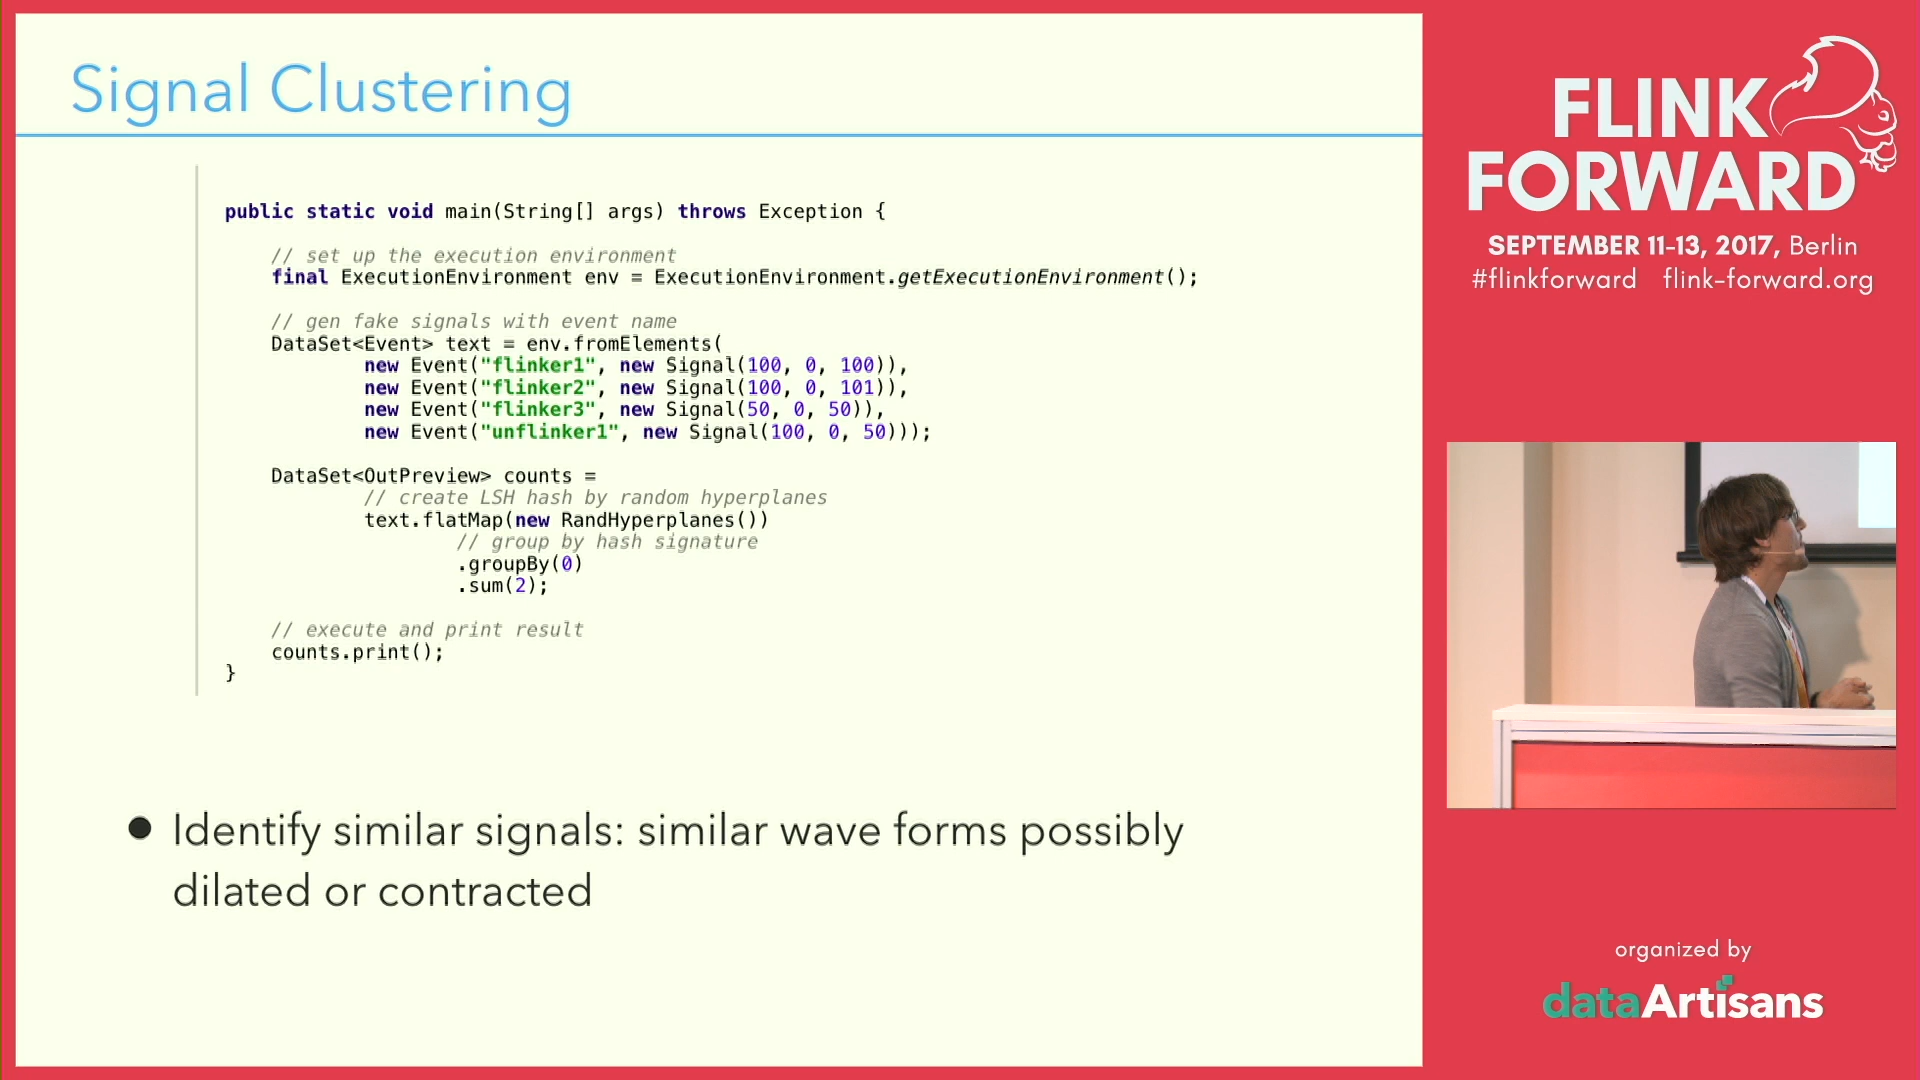 Signal Clustering
public static void main(String[] args) throws Exception {
// set up the execution environment
final ExecutionEnvironment env = ExecutionEnvironment.getExecutionEnvironment();
// gen fake signals with event name
DataSet<Event> text = env.fromElements(
new Event("flinker1", new Signal(100, 0, 100)),
new Event("flinker2", new Signal(100, 0, 101)),
new Event("flinker3", new Signal(50, 0, 50)),
new Event("unflinker1", new Signal(100, 0, 50)));
DataSet<OutPreview> counts =
// create LSH hash by random hyperplanes
text.flatMap(new RandHyperplanes())
// group by hash signature
.groupBy(0)
.sum(2);
// execute and print result
counts.print();
}
● Identify similar signals: similar wave forms possibly
dilated or contracted
FLINK
FORWARD
SEPTEMBER 11-13, 2017, Berlin
#flinkforward flink-forward.org
organized by
dataArtisans